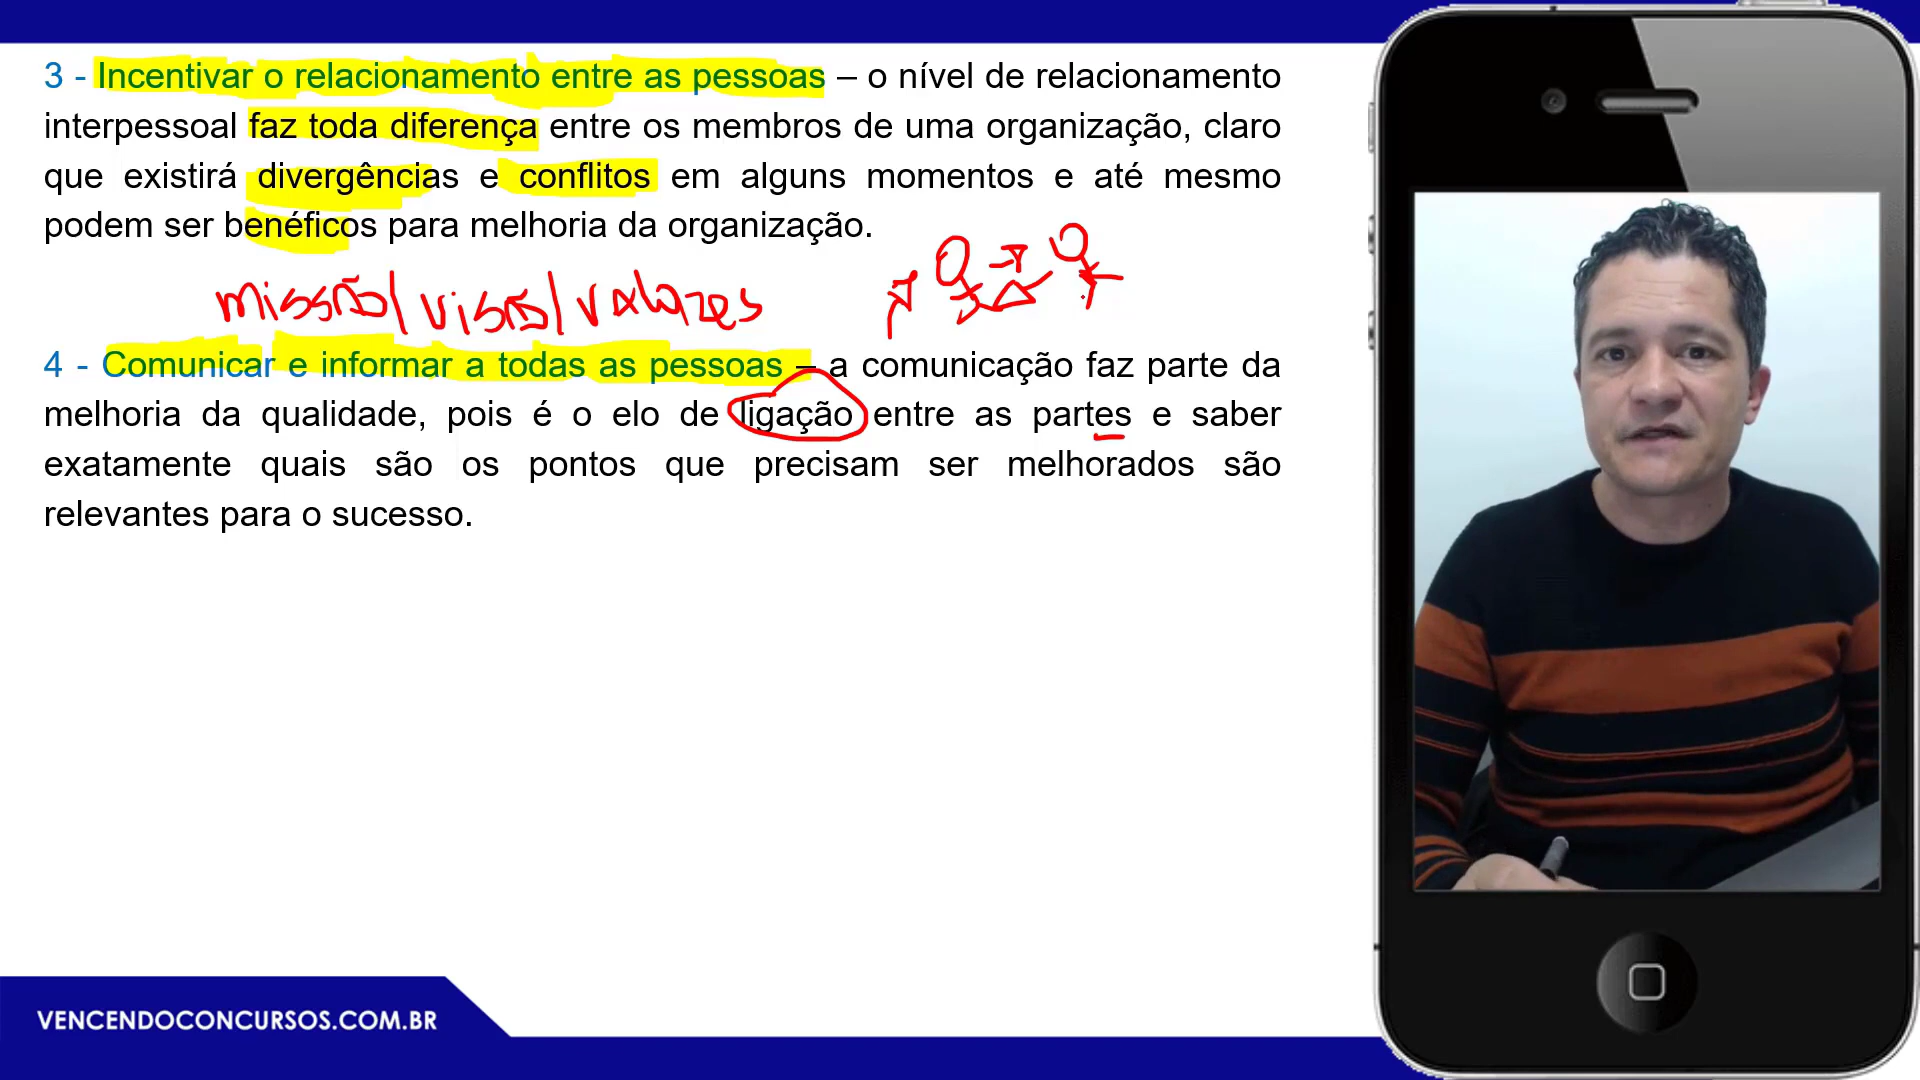 3 - Incentivar o relacionamento entre as pessoas – o nível de relacionamento
interpessoal faz toda diferença entre os membros de uma organização, claro
que existirá divergências e conflitos em alguns momentos e até mesmo
podem ser benéficos para melhoria da organização.
missão/ visão/ valores
4 - Comunicar e informar a todas as pessoas – a comunicação faz parte da
melhoria da qualidade, pois é o elo de ligação entre as partes e saber
exatamente quais são os pontos que precisam ser melhorados são
relevantes para o sucesso.
VENCENDOCONCURSOS.COM.BR